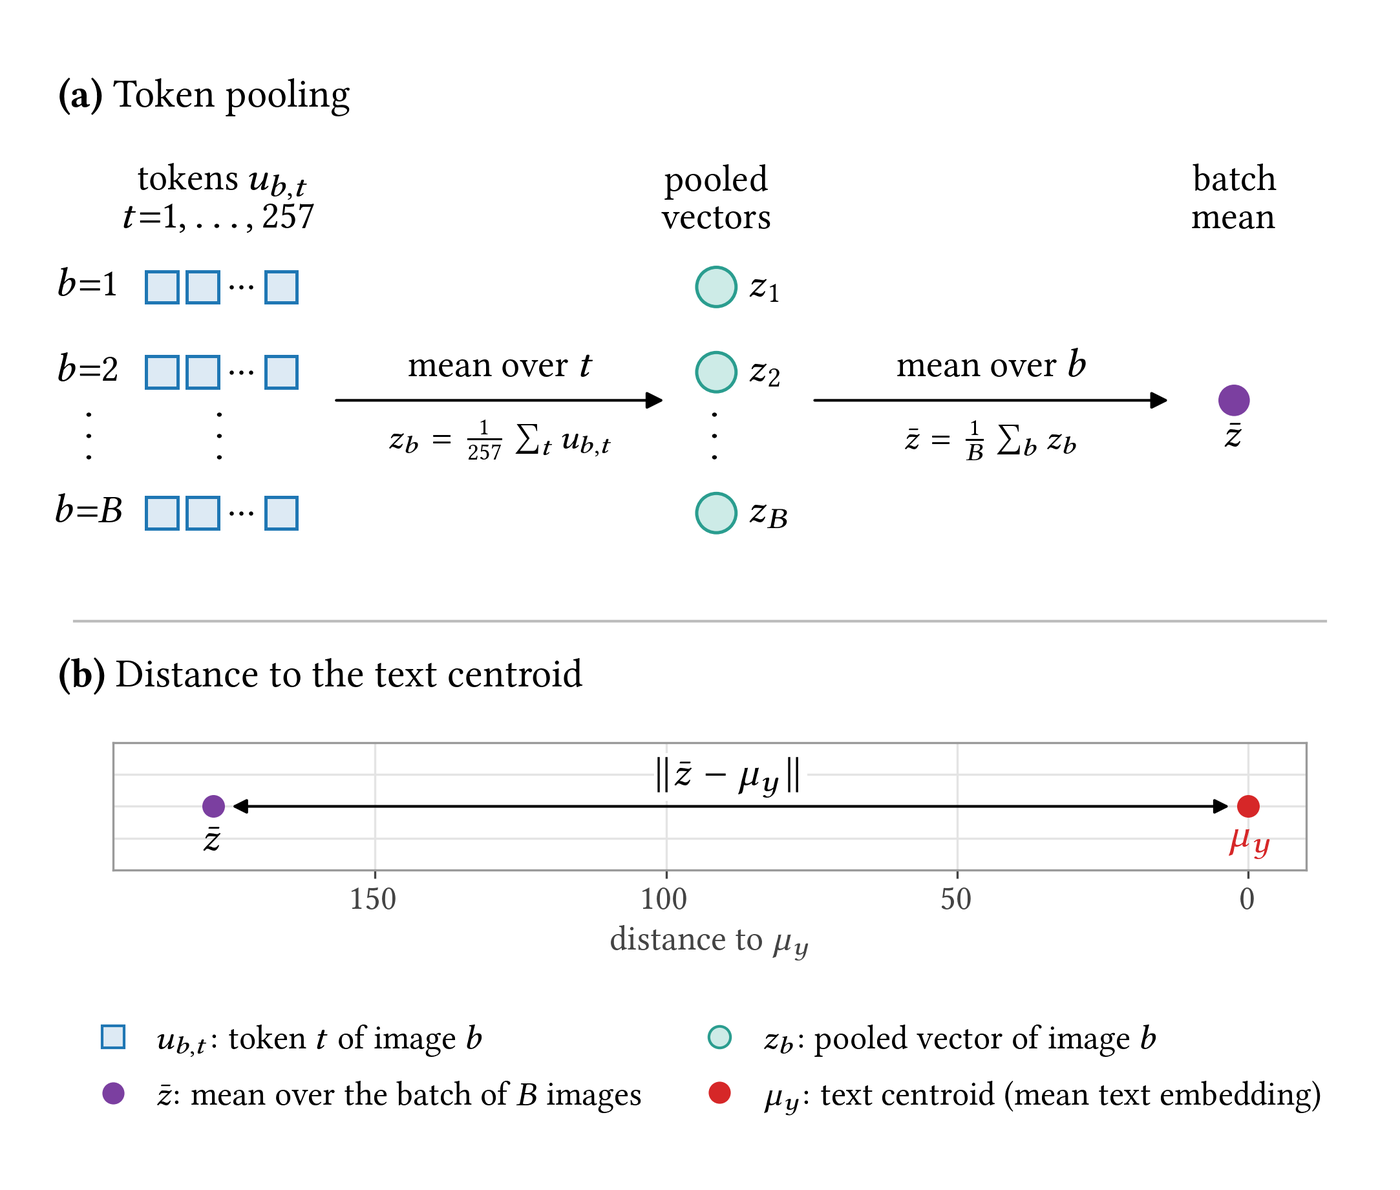 (a) Token pooling
tokens u_{b,t}
t=1, . . . , 257
pooled
vectors
batch
mean
b=1
···
z_1
b=2
···
mean over t
z_2
mean over b
z_b = 1/257 ∑_t u_{b,t}
z̄ = 1/B ∑_b z_b
z̄
b=B
···
z_B
(b) Distance to the text centroid
‖z̄ − μ_y‖
z̄
μ_y
150
100
50
0
distance to μ_y
u_{b,t}: token t of image b
z_b: pooled vector of image b
z̄: mean over the batch of B images
μ_y: text centroid (mean text embedding)